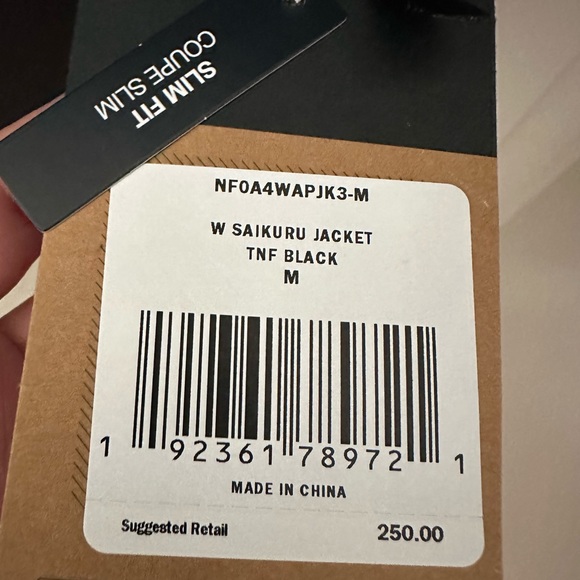 SLIM FIT
COUPE SLIM
NF0A4WAPJK3-M
W SAIKURU JACKET
TNF BLACK
M
1 92361 78972 1
MADE IN CHINA
Suggested Retail 250.00